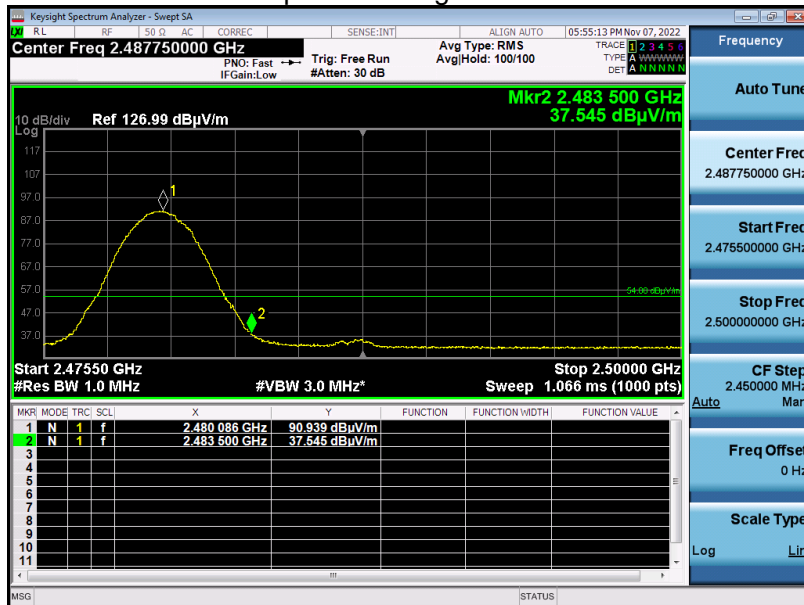 Keysight Spectrum Analyzer - Swept SA
LXI RL RF 50 Ω AC CORREC SENSE:INT ALIGN AUTO 05:55:13 PM Nov 07, 2022
Center Freq 2.487750000 GHz
PNO: Fast
IFGain:Low
Trig: Free Run
#Atten: 30 dB
Avg Type: RMS
Avg|Hold: 100/100
TRACE 1 2 3 4 5 6
TYPE A WWWWW
DET A N N N N N
Mkr2 2.483 500 GHz
37.545 dBµV/m
10 dB/div Ref 126.99 dBµV/m
Log
117
107
97.0
87.0
77.0
67.0
57.0
47.0
37.0
1
2
54.00 dBµV/m
Start 2.47550 GHz Stop 2.50000 GHz
#Res BW 1.0 MHz #VBW 3.0 MHz* Sweep 1.066 ms (1000 pts)
MKR MODE TRC SCL X Y FUNCTION FUNCTION WIDTH FUNCTION VALUE
1 N 1 f 2.480 086 GHz 90.939 dBµV/m
2 N 1 f 2.483 500 GHz 37.545 dBµV/m
3
4
5
6
7
8
9
10
11
MSG STATUS
Frequency
Auto Tune
Center Freq
2.487750000 GHz
Start Freq
2.475500000 GHz
Stop Freq
2.500000000 GHz
CF Step
2.450000 MHz
Auto Man
Freq Offset
0 Hz
Scale Type
Log Lin